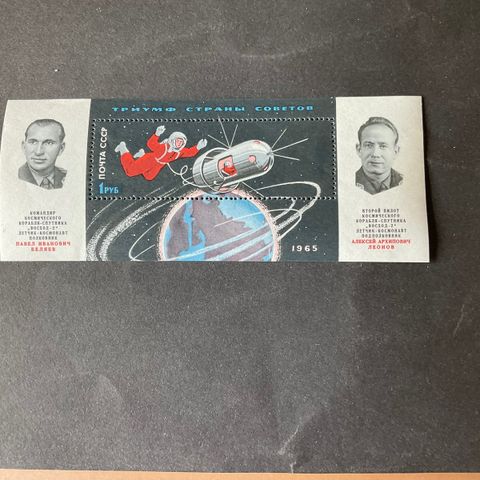 ТРИУМФ СТРАНЫ СОВЕТОВ
ПОЧТА СССР
1 РУБ
1965
КОМАНДИР
КОСМИЧЕСКОГО
КОРАБЛЯ-СПУТНИКА
„ВОСХОД-2"
ЛЕТЧИК-КОСМОНАВТ
ПОЛКОВНИК
ПАВЕЛ ИВАНОВИЧ
БЕЛЯЕВ
ВТОРОЙ ПИЛОТ
КОСМИЧЕСКОГО
КОРАБЛЯ-СПУТНИКА
„ВОСХОД-2"
ЛЕТЧИК-КОСМОНАВТ
ПОДПОЛКОВНИК
АЛЕКСЕЙ АРХИПОВИЧ
ЛЕОНОВ